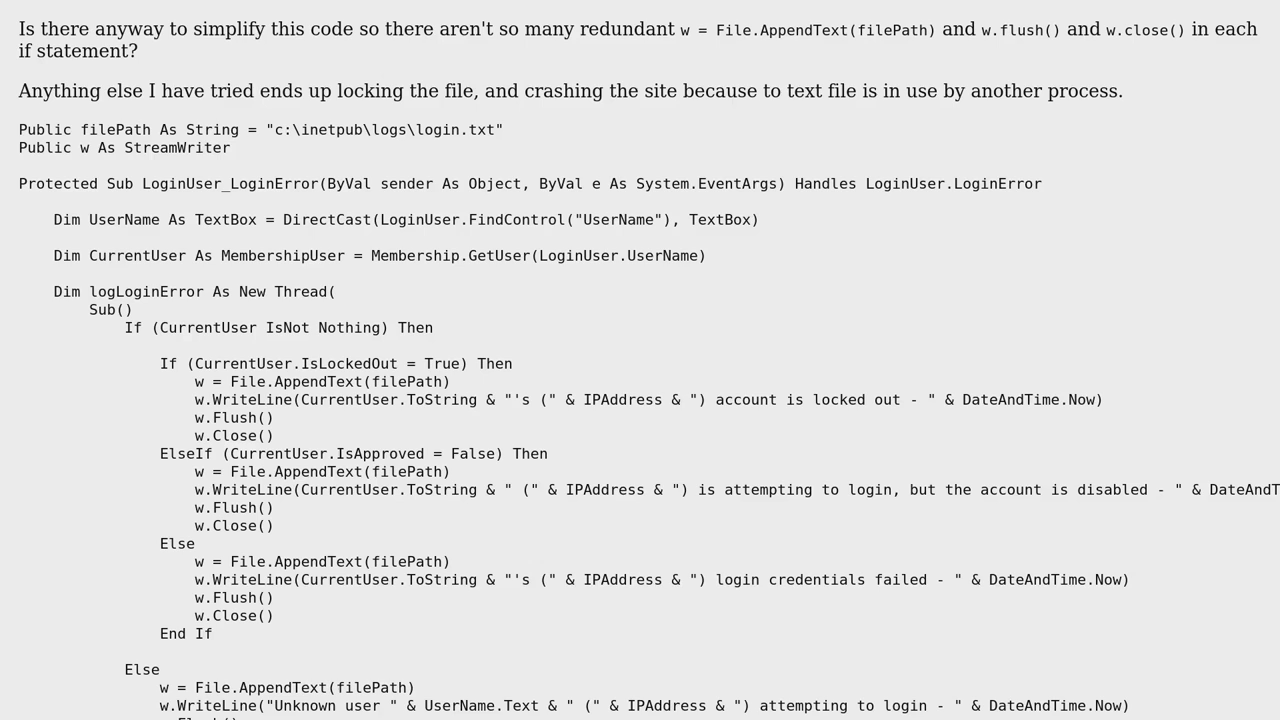 Is there anyway to simplify this code so there aren't so many redundant w = File.AppendText(filePath) and w.flush() and w.close() in each
if statement?
Anything else I have tried ends up locking the file, and crashing the site because to text file is in use by another process.
Public filePath As String = "c:\inetpub\logs\login.txt"
Public w As StreamWriter
Protected Sub LoginUser_LoginError(ByVal sender As Object, ByVal e As System.EventArgs) Handles LoginUser.LoginError
Dim UserName As TextBox = DirectCast(LoginUser.FindControl("UserName"), TextBox)
Dim CurrentUser As MembershipUser = Membership.GetUser(LoginUser.UserName)
Dim logLoginError As New Thread(
Sub()
If (CurrentUser IsNot Nothing) Then
If (CurrentUser.IsLockedOut = True) Then
w = File.AppendText(filePath)
w.WriteLine(CurrentUser.ToString & "'s (" & IPAddress & ") account is locked out - " & DateAndTime.Now)
w.Flush()
w.Close()
ElseIf (CurrentUser.IsApproved = False) Then
w = File.AppendText(filePath)
w.WriteLine(CurrentUser.ToString & " (" & IPAddress & ") is attempting to login, but the account is disabled - " & DateAndT
w.Flush()
w.Close()
Else
w = File.AppendText(filePath)
w.WriteLine(CurrentUser.ToString & "'s (" & IPAddress & ") login credentials failed - " & DateAndTime.Now)
w.Flush()
w.Close()
End If
Else
w = File.AppendText(filePath)
w.WriteLine("Unknown user " & UserName.Text & " (" & IPAddress & ") attempting to login - " & DateAndTime.Now)